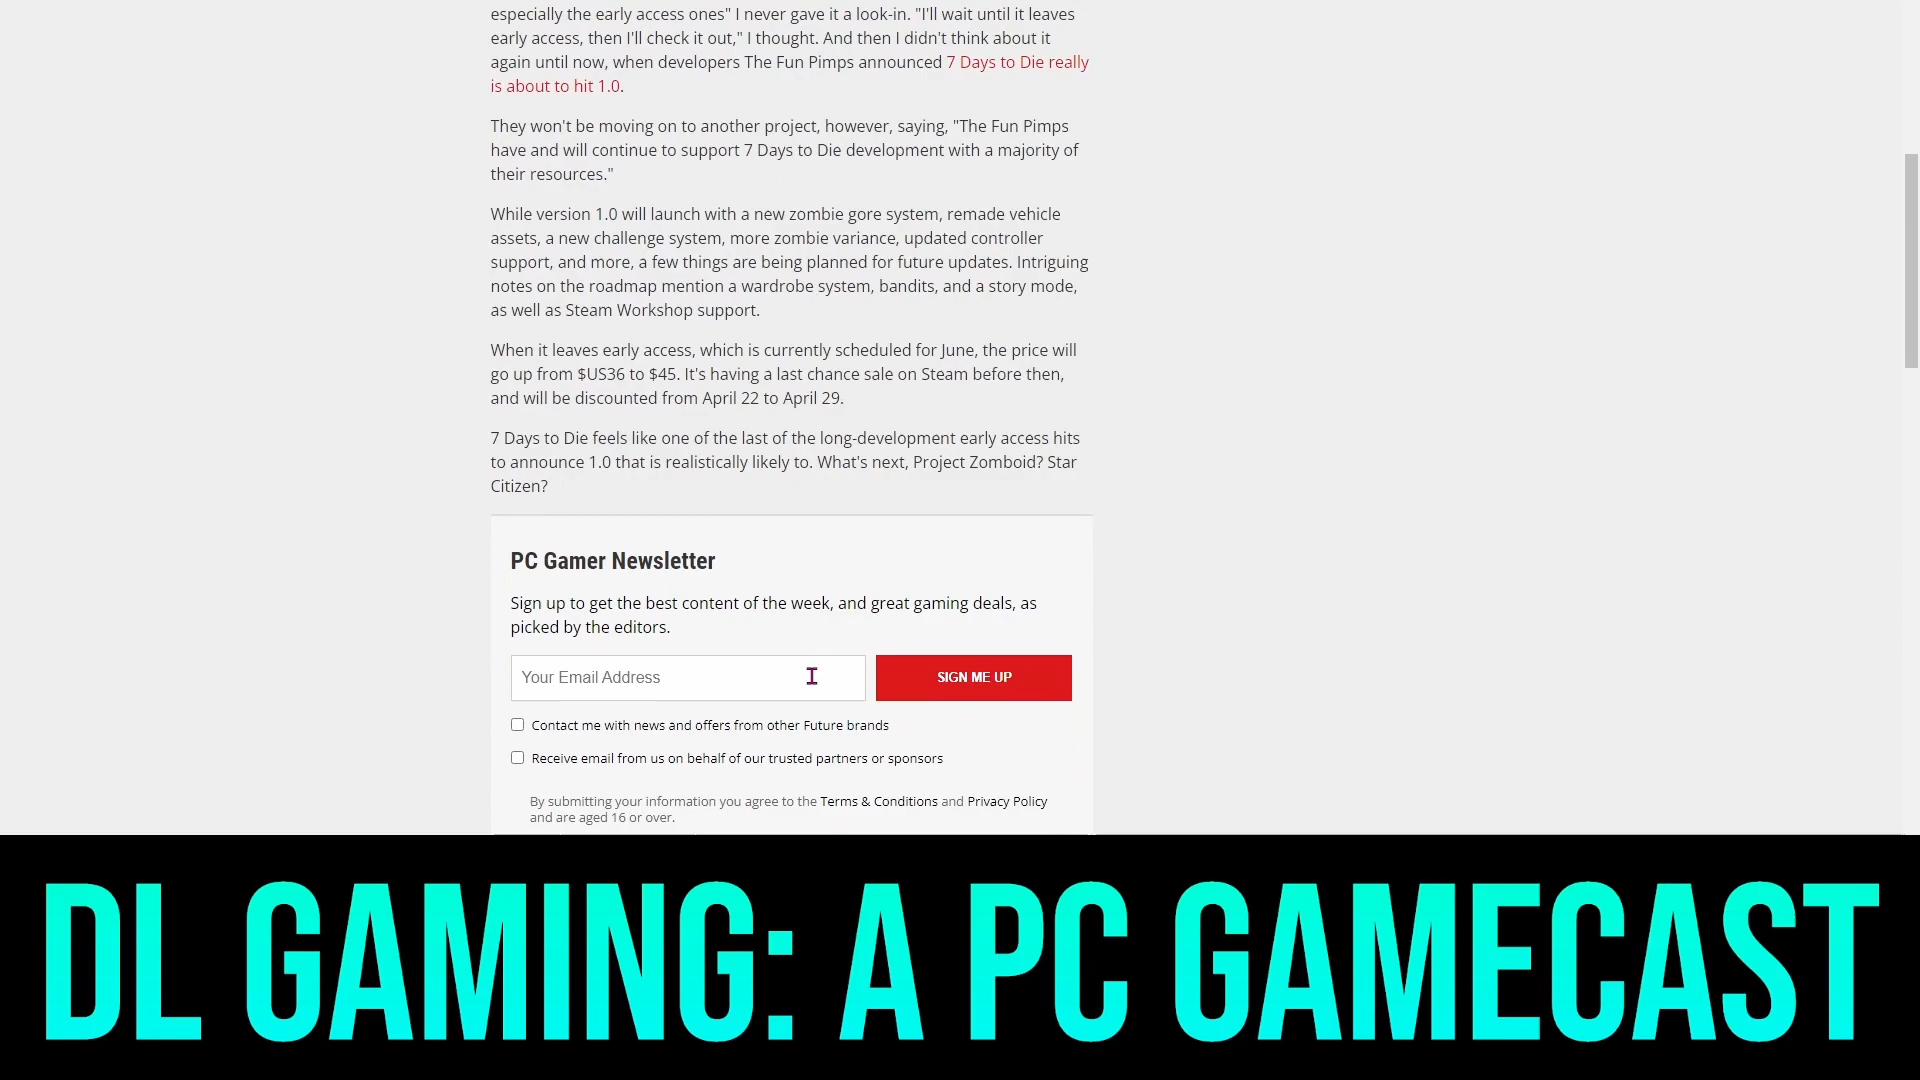 especially the early access ones" I never gave it a look-in. "I'll wait until it leaves
early access, then I'll check it out," I thought. And then I didn't think about it
again until now, when developers The Fun Pimps announced 7 Days to Die really
is about to hit 1.0.
They won't be moving on to another project, however, saying, "The Fun Pimps
have and will continue to support 7 Days to Die development with a majority of
their resources."
While version 1.0 will launch with a new zombie gore system, remade vehicle
assets, a new challenge system, more zombie variance, updated controller
support, and more, a few things are being planned for future updates. Intriguing
notes on the roadmap mention a wardrobe system, bandits, and a story mode,
as well as Steam Workshop support.
When it leaves early access, which is currently scheduled for June, the price will
go up from $US36 to $45. It's having a last chance sale on Steam before then,
and will be discounted from April 22 to April 29.
7 Days to Die feels like one of the last of the long-development early access hits
to announce 1.0 that is realistically likely to. What's next, Project Zomboid? Star
Citizen?
PC Gamer Newsletter
Sign up to get the best content of the week, and great gaming deals, as
picked by the editors.
Your Email Address
SIGN ME UP
Contact me with news and offers from other Future brands
Receive email from us on behalf of our trusted partners or sponsors
By submitting your information you agree to the Terms & Conditions and Privacy Policy
and are aged 16 or over.
DL GAMING: A PC GAMECAST